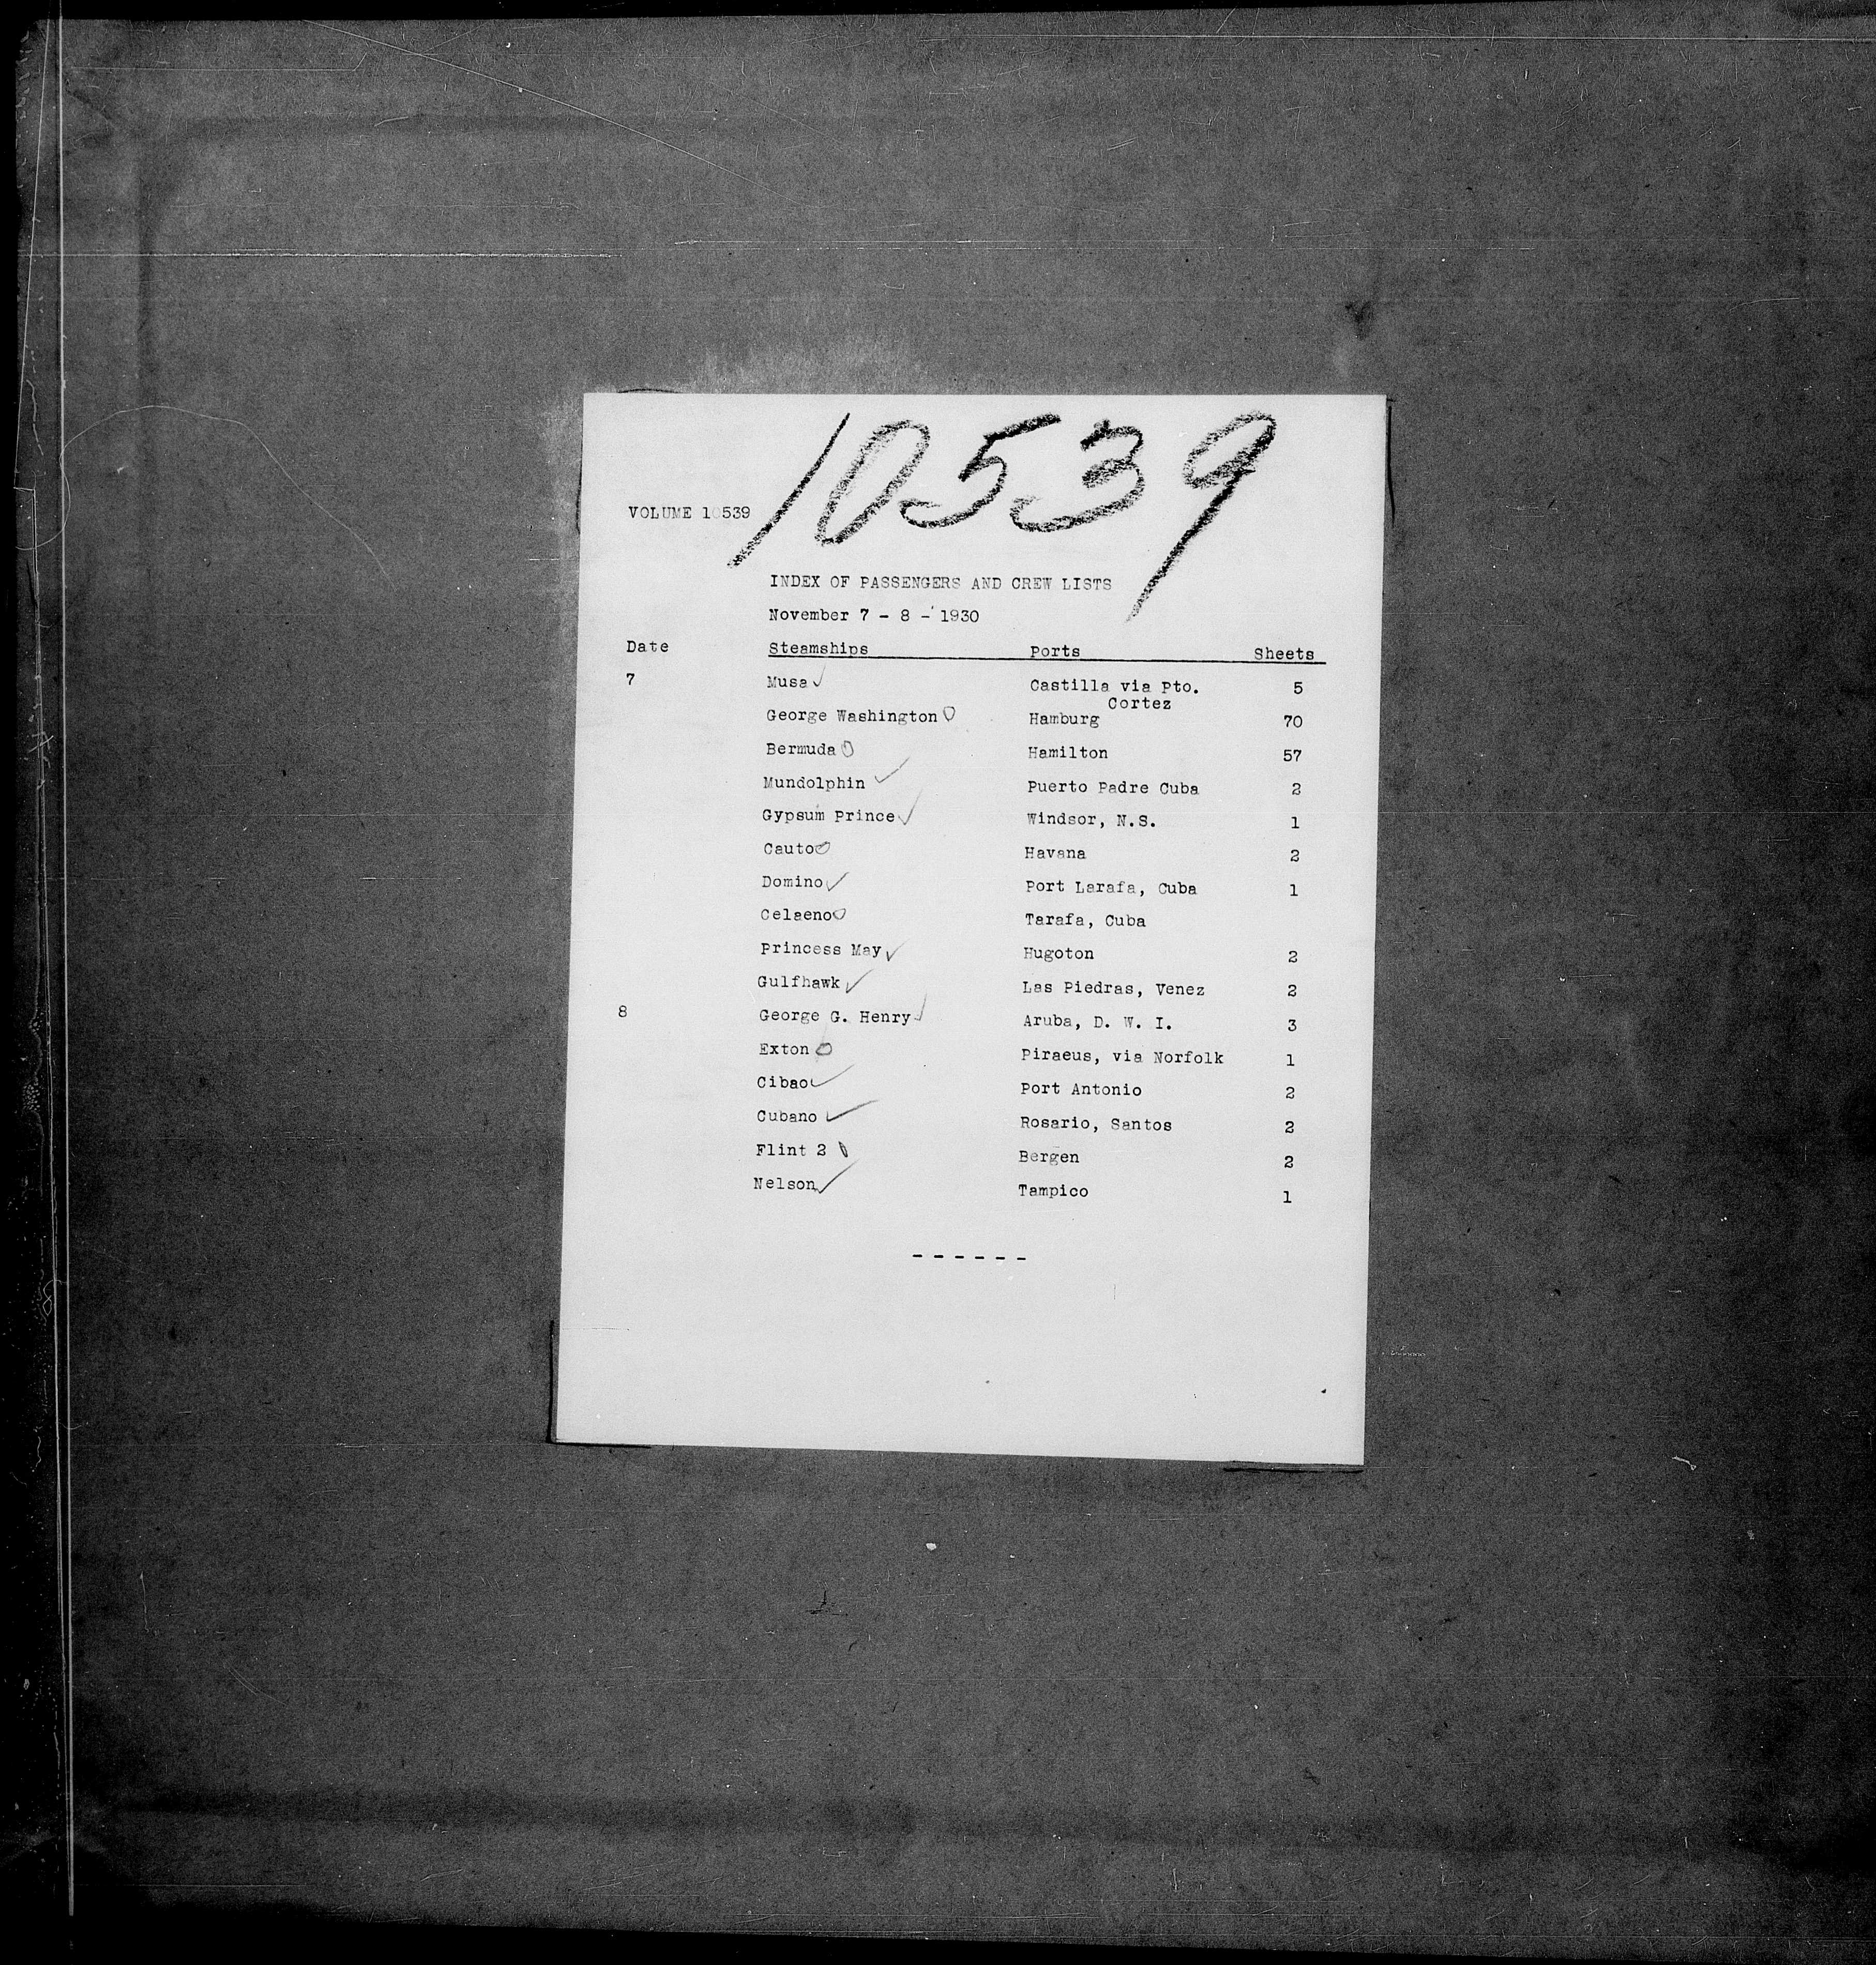 10539
VOLUME 10539
INDEX OF PASSENGERS AND CREW LISTS
November 7 - 8 - 1930
Date Steamships Ports Sheets
7 Musa ✓ Castilla via Pto. 5
Cortez
George Washington O Hamburg 70
Bermuda O Hamilton 57
Mundolphin ✓ Puerto Padre Cuba 2
Gypsum Prince ✓ Windsor, N.S. 1
Cauto O Havana 2
Domino ✓ Port Larafa, Cuba 1
Celaeno O Tarafa, Cuba
Princess May ✓ Hugoton 2
Gulfhawk ✓ Las Piedras, Venez 2
8 George G. Henry ✓ Aruba, D. W. I. 3
Exton O Piraeus, via Norfolk 1
Cibao ✓ Port Antonio 2
Cubano ✓ Rosario, Santos 2
Flint 2 O Bergen 2
Nelson ✓ Tampico 1
- - - - - -